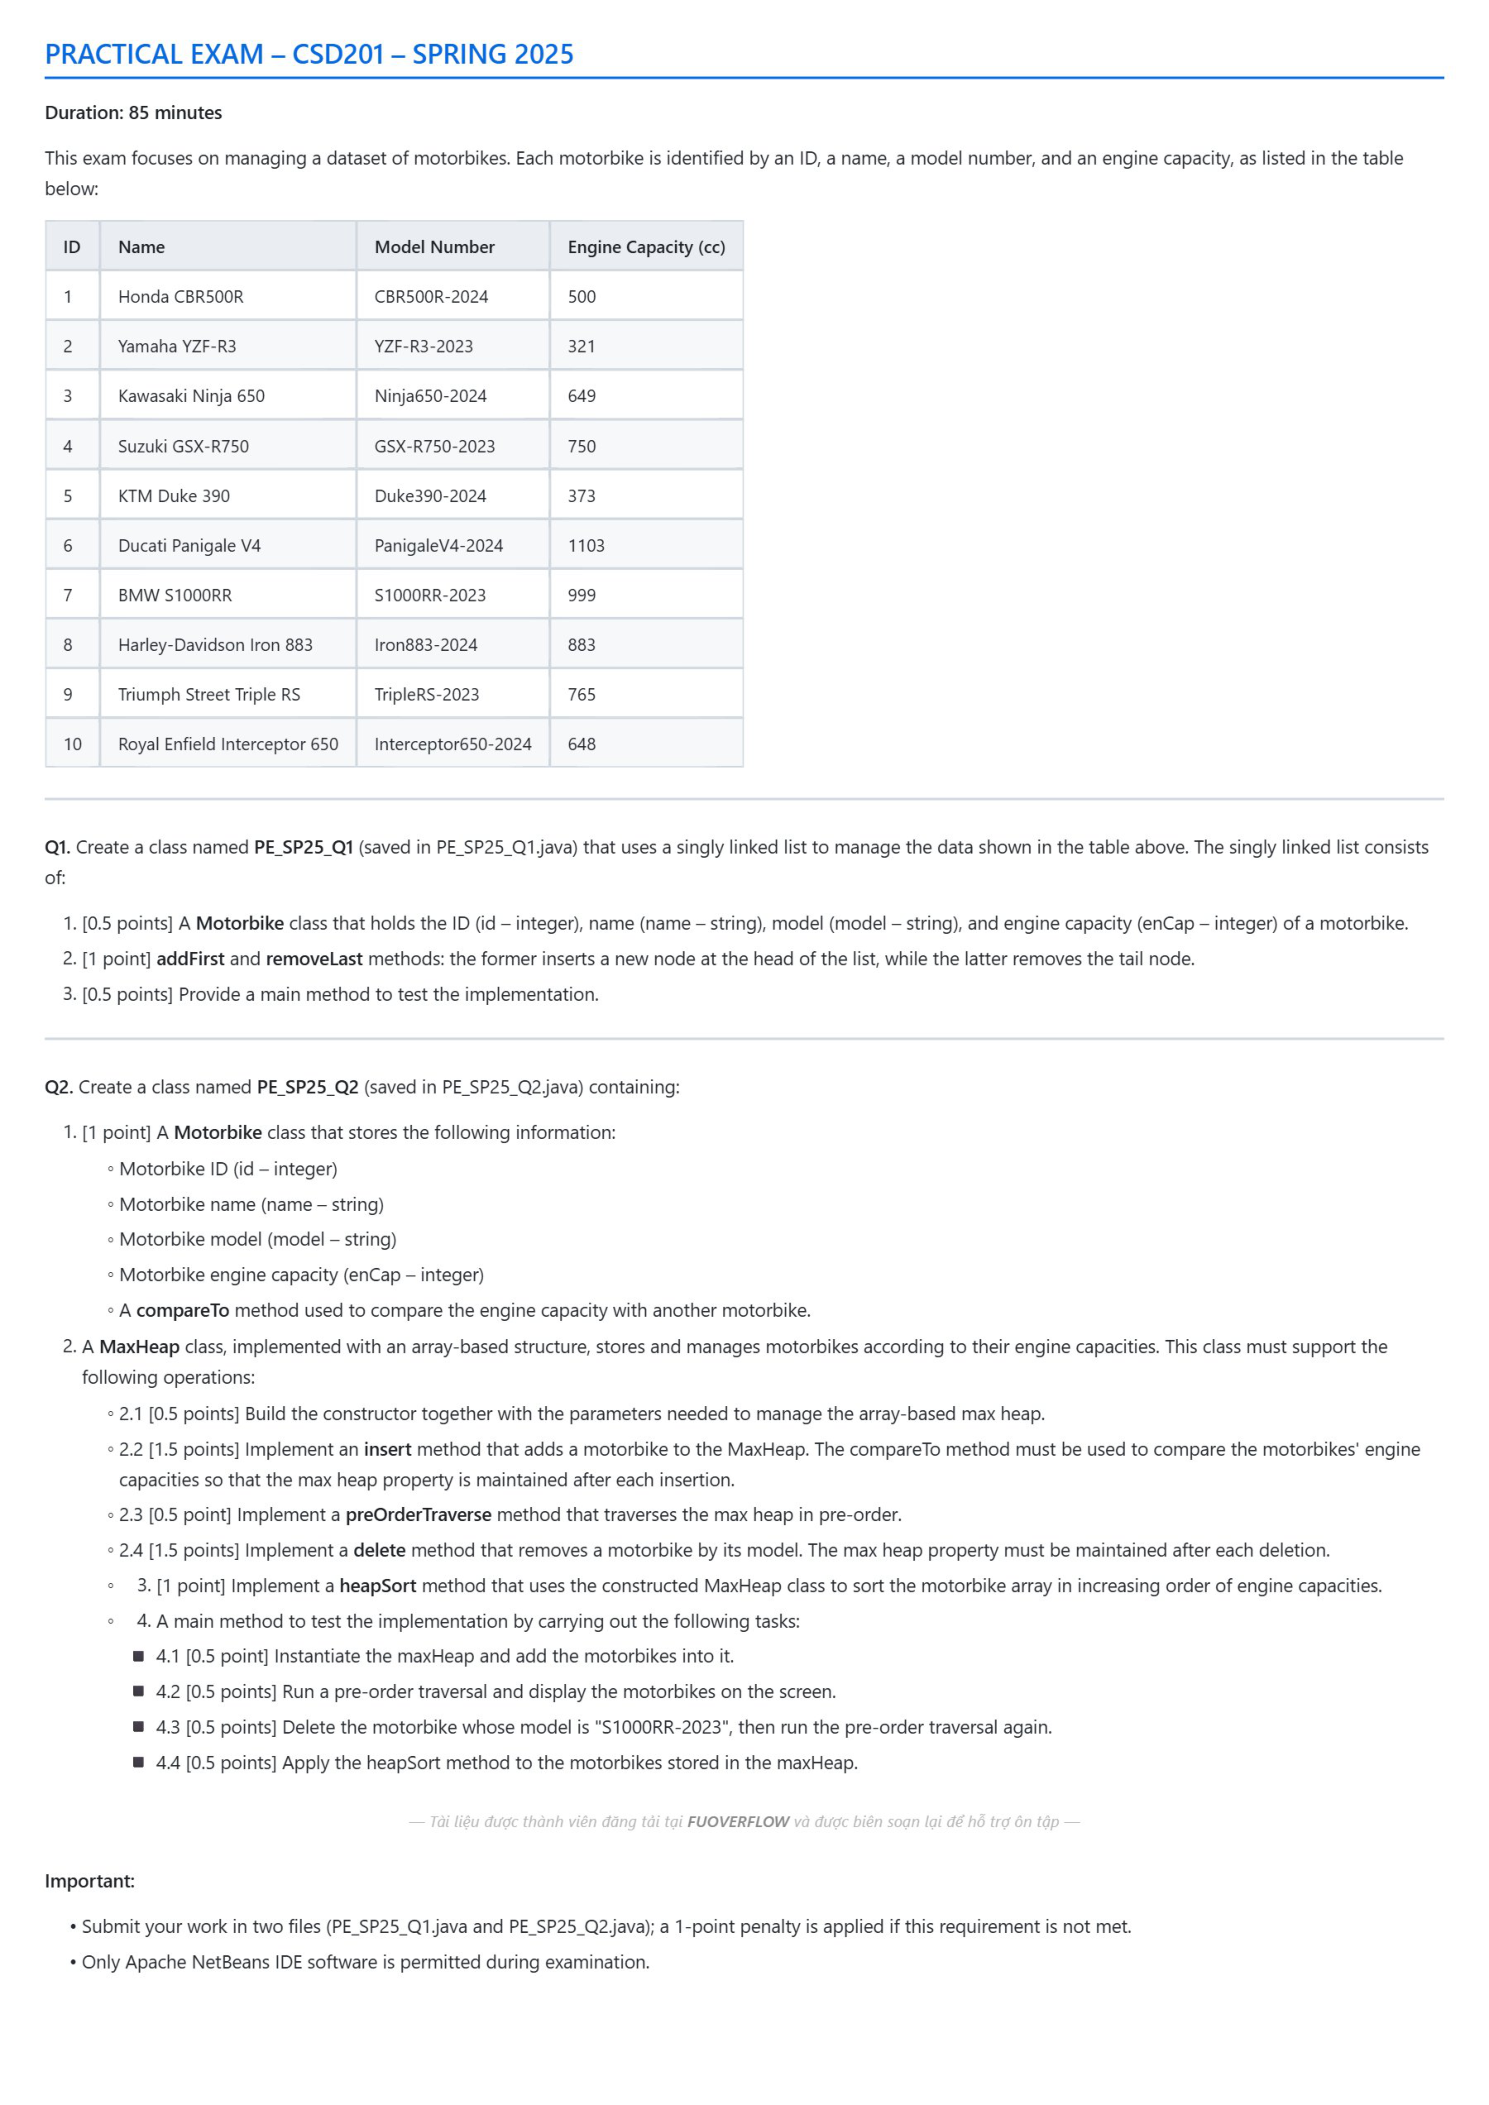 PRACTICAL EXAM – CSD201 – SPRING 2025
Duration: 85 minutes
This exam focuses on managing a dataset of motorbikes. Each motorbike is identified by an ID, a name, a model number, and an engine capacity, as listed in the table
below:
ID Name Model Number Engine Capacity (cc)
1 Honda CBR500R CBR500R-2024 500
2 Yamaha YZF-R3 YZF-R3-2023 321
3 Kawasaki Ninja 650 Ninja650-2024 649
4 Suzuki GSX-R750 GSX-R750-2023 750
5 KTM Duke 390 Duke390-2024 373
6 Ducati Panigale V4 PanigaleV4-2024 1103
7 BMW S1000RR S1000RR-2023 999
8 Harley-Davidson Iron 883 Iron883-2024 883
9 Triumph Street Triple RS TripleRS-2023 765
10 Royal Enfield Interceptor 650 Interceptor650-2024 648
Q1. Create a class named PE_SP25_Q1 (saved in PE_SP25_Q1.java) that uses a singly linked list to manage the data shown in the table above. The singly linked list consists
of:
1. [0.5 points] A Motorbike class that holds the ID (id – integer), name (name – string), model (model – string), and engine capacity (enCap – integer) of a motorbike.
2. [1 point] addFirst and removeLast methods: the former inserts a new node at the head of the list, while the latter removes the tail node.
3. [0.5 points] Provide a main method to test the implementation.
Q2. Create a class named PE_SP25_Q2 (saved in PE_SP25_Q2.java) containing:
1. [1 point] A Motorbike class that stores the following information:
◦ Motorbike ID (id – integer)
◦ Motorbike name (name – string)
◦ Motorbike model (model – string)
◦ Motorbike engine capacity (enCap – integer)
◦ A compareTo method used to compare the engine capacity with another motorbike.
2. A MaxHeap class, implemented with an array-based structure, stores and manages motorbikes according to their engine capacities. This class must support the
following operations:
◦ 2.1 [0.5 points] Build the constructor together with the parameters needed to manage the array-based max heap.
◦ 2.2 [1.5 points] Implement an insert method that adds a motorbike to the MaxHeap. The compareTo method must be used to compare the motorbikes' engine
capacities so that the max heap property is maintained after each insertion.
◦ 2.3 [0.5 point] Implement a preOrderTraverse method that traverses the max heap in pre-order.
◦ 2.4 [1.5 points] Implement a delete method that removes a motorbike by its model. The max heap property must be maintained after each deletion.
◦ 3. [1 point] Implement a heapSort method that uses the constructed MaxHeap class to sort the motorbike array in increasing order of engine capacities.
◦ 4. A main method to test the implementation by carrying out the following tasks:
■ 4.1 [0.5 point] Instantiate the maxHeap and add the motorbikes into it.
■ 4.2 [0.5 points] Run a pre-order traversal and display the motorbikes on the screen.
■ 4.3 [0.5 points] Delete the motorbike whose model is "S1000RR-2023", then run the pre-order traversal again.
■ 4.4 [0.5 points] Apply the heapSort method to the motorbikes stored in the maxHeap.
— Tài liệu được thành viên đăng tải tại FUOVERFLOW và được biên soạn lại để hỗ trợ ôn tập —
Important:
• Submit your work in two files (PE_SP25_Q1.java and PE_SP25_Q2.java); a 1-point penalty is applied if this requirement is not met.
• Only Apache NetBeans IDE software is permitted during examination.